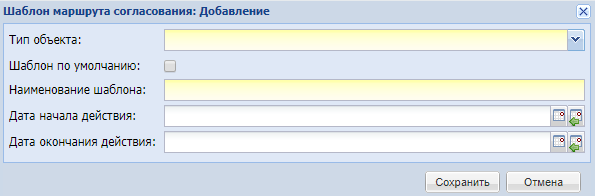 Шаблон маршрута согласования: Добавление
Тип объекта:
Шаблон по умолчанию:
Наименование шаблона:
Дата начала действия:
Дата окончания действия:
Сохранить Отмена